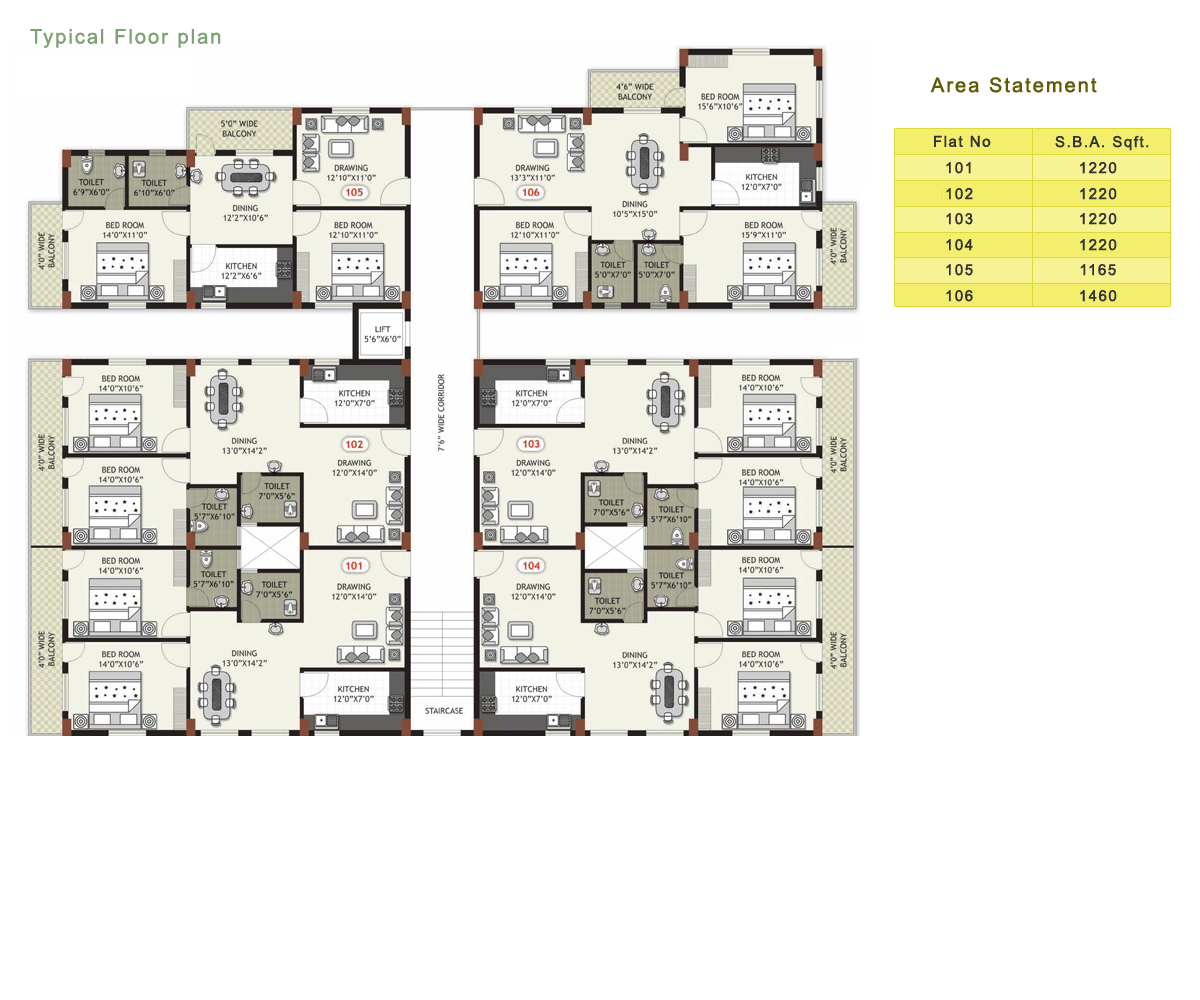 Typical Floor plan
4'6" WIDE
BALCONY
BED ROOM
15'6"X10'6"
5'0" WIDE
BALCONY
DRAWING
12'10"X11'0"
105
DRAWING
13'3"X11'0"
106
KITCHEN
12'0"X7'0"
TOILET
6'9"X6'0"
TOILET
6'10"X6'0"
DINING
12'2"X10'6"
DINING
10'5"X15'0"
4'0" WIDE
BALCONY
BED ROOM
14'0"X11'0"
BED ROOM
12'10"X11'0"
BED ROOM
12'10"X11'0"
BED ROOM
15'9"X11'0"
4'0" WIDE
BALCONY
KITCHEN
12'2"X6'6"
TOILET
5'0"X7'0"
TOILET
5'0"X7'0"
LIFT
5'6"X6'0"
7'6" WIDE CORRIDOR
BED ROOM
14'0"X10'6"
KITCHEN
12'0"X7'0"
KITCHEN
12'0"X7'0"
BED ROOM
14'0"X10'6"
4'0" WIDE
BALCONY
DINING
13'0"X14'2"
102
DRAWING
12'0"X14'0"
103
DRAWING
12'0"X14'0"
DINING
13'0"X14'2"
4'0" WIDE
BALCONY
BED ROOM
14'0"X10'6"
TOILET
7'0"X5'6"
TOILET
5'7"X6'10"
TOILET
7'0"X5'6"
TOILET
5'7"X6'10"
BED ROOM
14'0"X10'6"
BED ROOM
14'0"X10'6"
TOILET
5'7"X6'10"
TOILET
7'0"X5'6"
101
DRAWING
12'0"X14'0"
104
DRAWING
12'0"X14'0"
TOILET
7'0"X5'6"
TOILET
5'7"X6'10"
BED ROOM
14'0"X10'6"
4'0" WIDE
BALCONY
BED ROOM
14'0"X10'6"
DINING
13'0"X14'2"
KITCHEN
12'0"X7'0"
STAIRCASE
KITCHEN
12'0"X7'0"
DINING
13'0"X14'2"
BED ROOM
14'0"X10'6"
4'0" WIDE
BALCONY
Area Statement
Flat No S.B.A. Sqft.
101 1220
102 1220
103 1220
104 1220
105 1165
106 1460